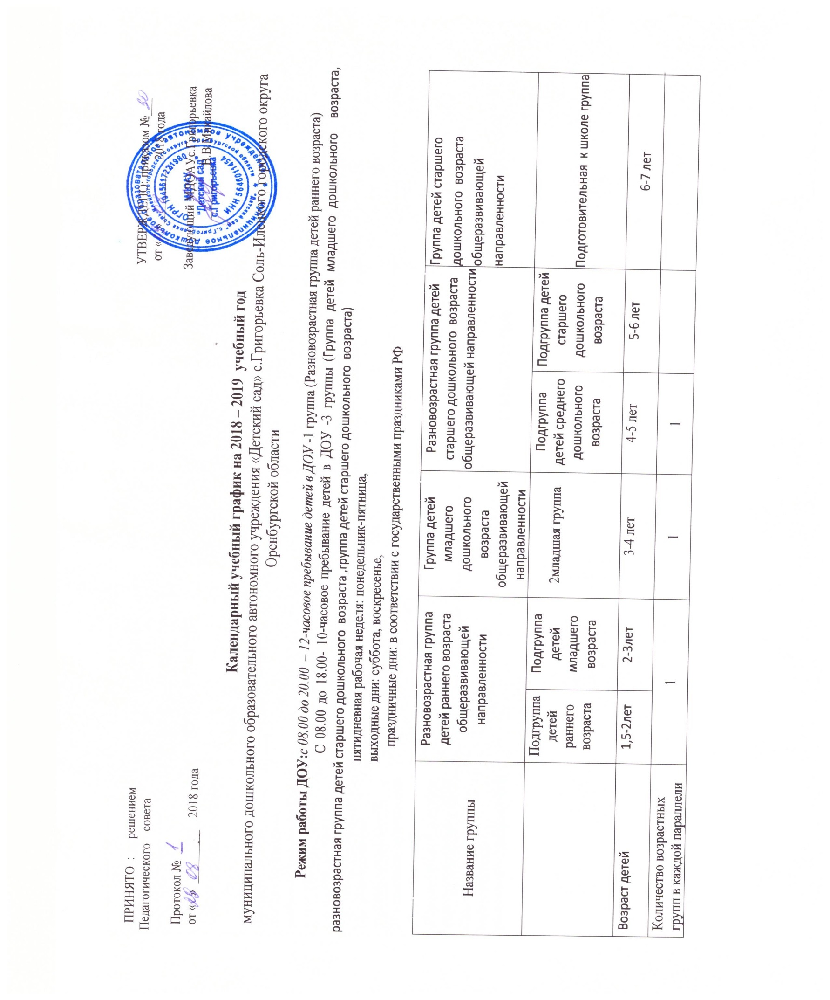 ПРИНЯТО : решением
Педагогического совета
Протокол № 1
от «28» 08 2018 года
УТВЕРЖДЕНО: приказом № 30
от « 2018 года
Заведующий МДОАУс.Григорьевка
В.В.Михайлова
муниципальное дошкольное образовательное автономное учреждение
"Детский сад" с.Григорьевка Соль-Илецкого городского округа Оренбургской области
ОГРН 1045617221980
МДОАУ
"Детский сад"
с.Григорьевка
ИНН 5646011454
Календарный учебный график на 2018 – 2019 учебный год
муниципального дошкольного образовательного автономного учреждения «Детский сад» с.Григорьевка Соль-Илецкого городского округа
Оренбургской области
Режим работы ДОУ:с 08.00 до 20.00 – 12-часовое пребывание детей в ДОУ -1 группа (Разновозрастная группа детей раннего возраста)
С 08.00 до 18.00- 10-часовое пребывание детей в ДОУ -3 группы (Группа детей младшего дошкольного возраста,
разновозрастная группа детей старшего дошкольного возраста ,группа детей старшего дошкольного возраста)
пятидневная рабочая неделя: понедельник-пятница,
выходные дни: суббота, воскресенье,
праздничные дни: в соответствии с государственными праздниками РФ
Название группы
Разновозрастная группа
детей раннего возраста
общеразвивающей
направленности
Группа детей
младшего
дошкольного
возраста
общеразвивающей
направленности
Разновозрастная группа детей
старшего дошкольного возраста
общеразвивающей направленности
Группа детей старшего
дошкольного возраста
общеразвивающей
направленности
Подгруппа
детей
раннего
возраста
Подгруппа
детей
младшего
возраста
2младшая группа
Подгруппа
детей среднего
дошкольного
возраста
Подгруппа детей
старшего
дошкольного
возраста
Подготовительная к школе группа
Возраст детей
1,5-2лет
2-3лет
3-4 лет
4-5 лет
5-6 лет
6-7 лет
Количество возрастных
групп в каждой параллели
1
1
1